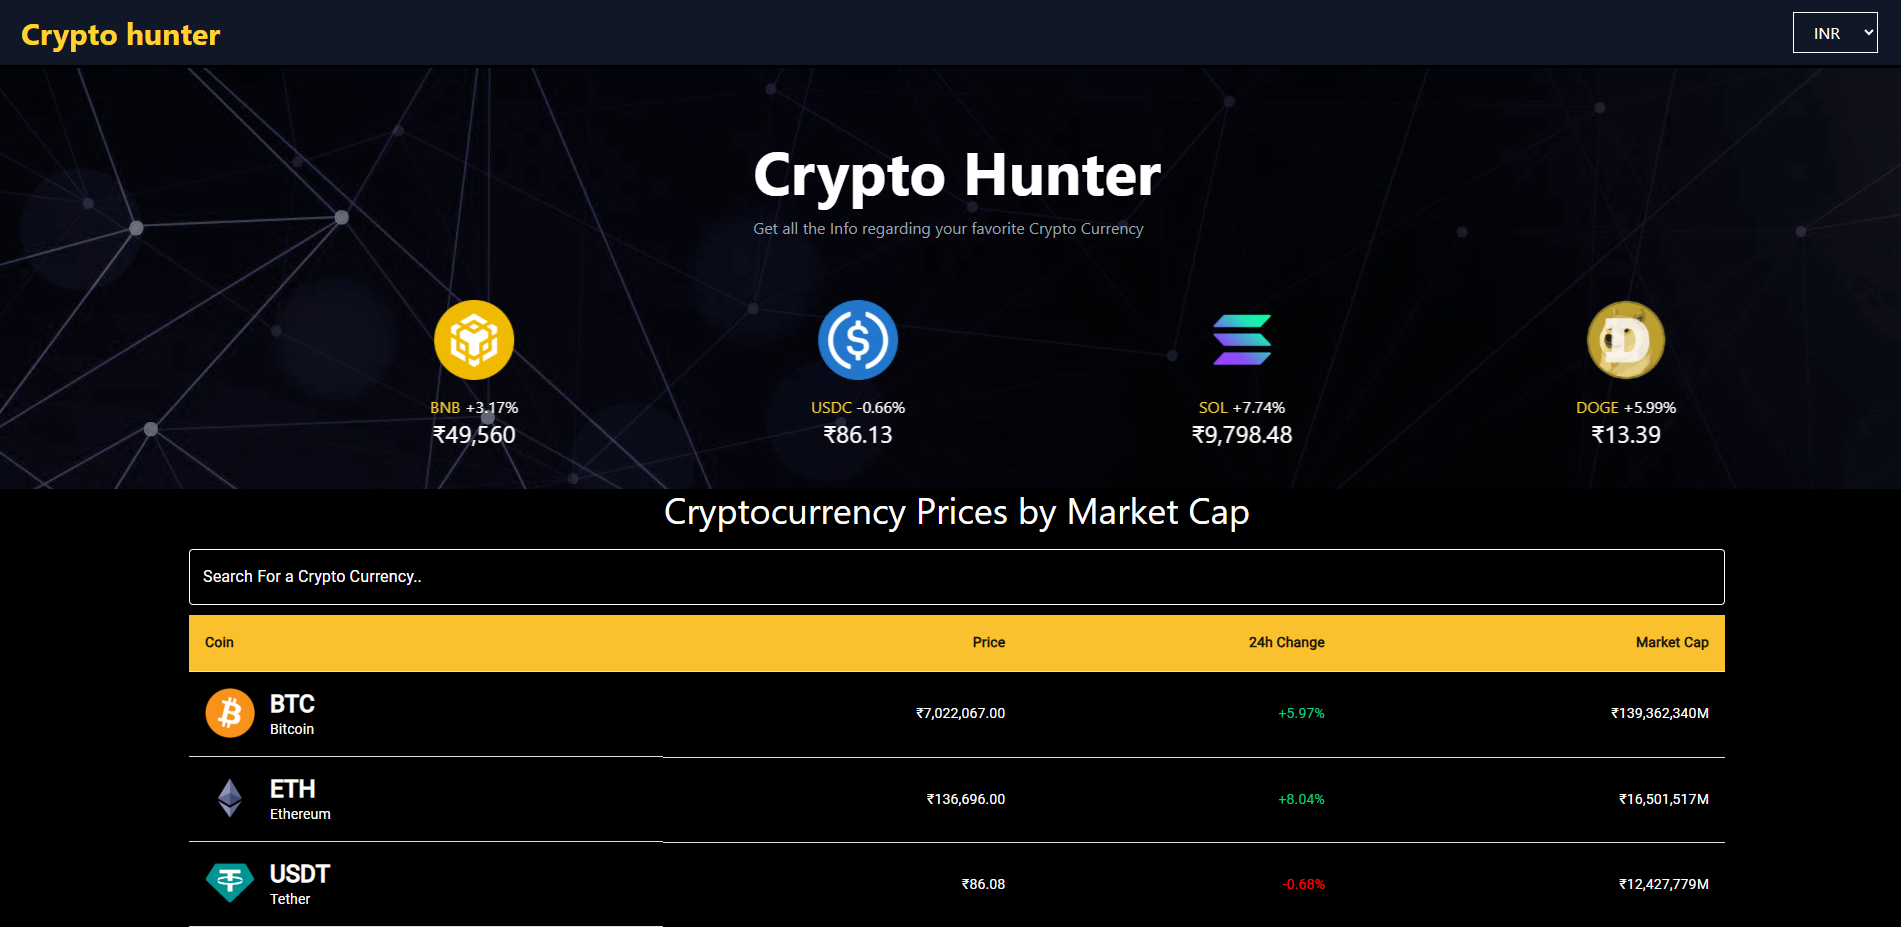 Crypto hunter
INR
Crypto Hunter
Get all the Info regarding your favorite Crypto Currency
BNB +3.17%
₹49,560
USDC -0.66%
₹86.13
SOL +7.74%
₹9,798.48
DOGE +5.99%
₹13.39
Cryptocurrency Prices by Market Cap
Search For a Crypto Currency..
Coin Price 24h Change Market Cap
BTC
Bitcoin
₹7,022,067.00 +5.97% ₹139,362,340M
ETH
Ethereum
₹136,696.00 +8.04% ₹16,501,517M
USDT
Tether
₹86.08 -0.68% ₹12,427,779M